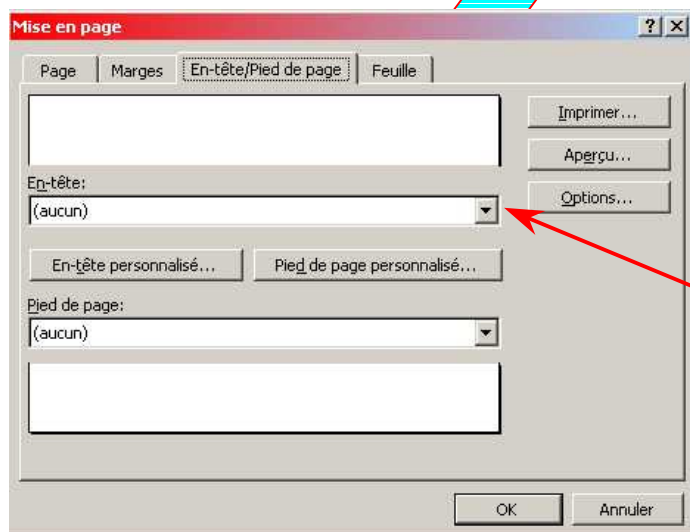 Mise en page
? X
Page Marges En-tête/Pied de page Feuille
Imprimer...
Aperçu...
En-tête:
Options...
(aucun)
En-tête personnalisé... Pied de page personnalisé...
Pied de page:
(aucun)
OK Annuler